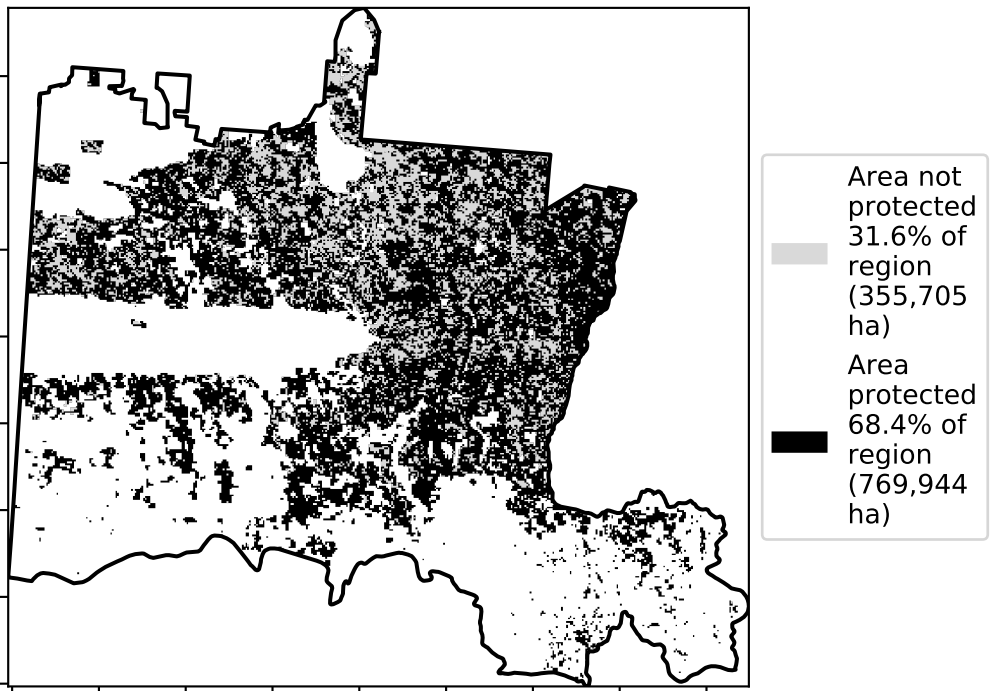 Area not
protected
31.6% of
region
(355,705
ha)
Area
protected
68.4% of
region
(769,944
ha)